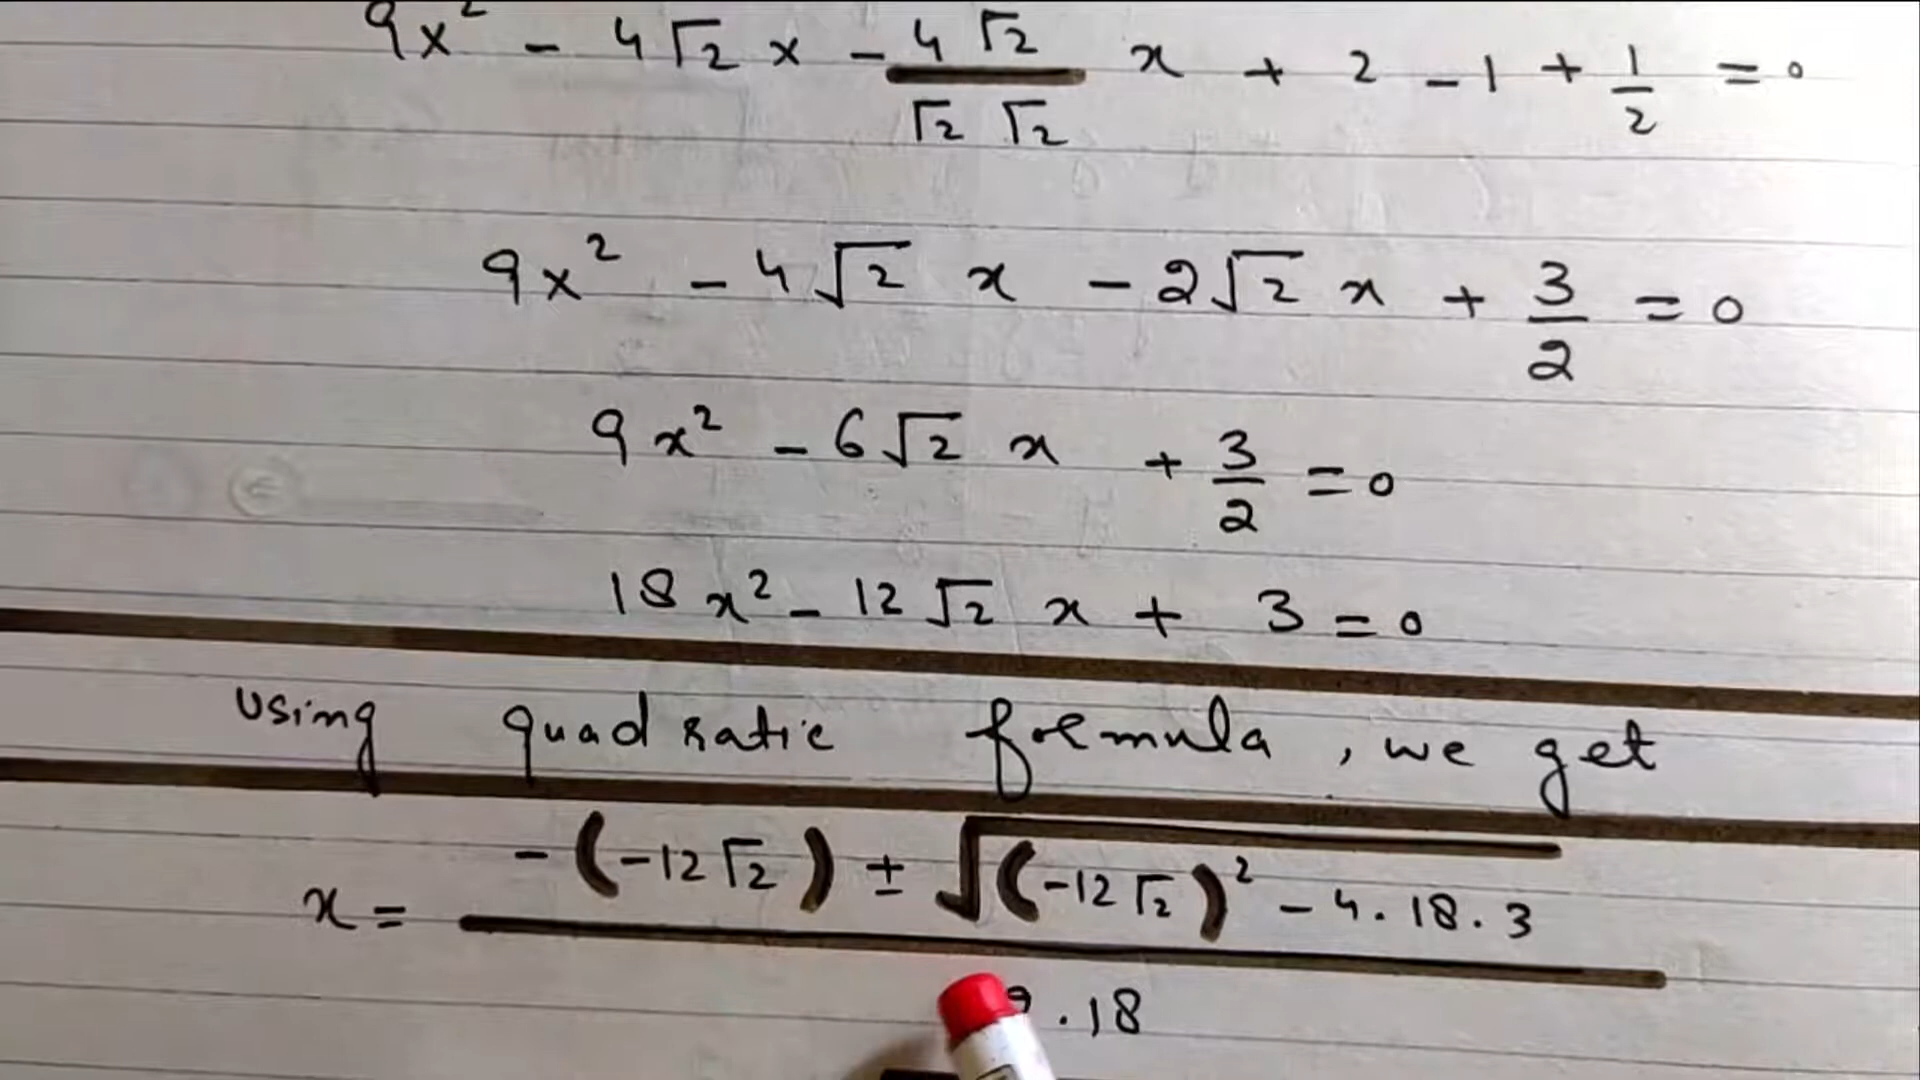 9x² - 4√2 x - 4√2/√2 √2 x + 2 - 1 + 1/2 = 0
9x² - 4√2 x - 2√2 x + 3/2 = 0
9x² - 6√2 x + 3/2 = 0
18x² - 12√2 x + 3 = 0
using quadratic formula, we get
x = -(-12√2) ± √(-12√2)² - 4.18.3
.18